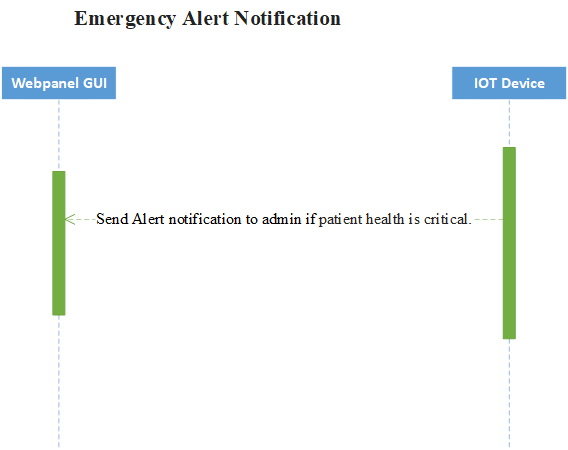 Emergency Alert Notification
Webpanel GUI
IOT Device
Send Alert notification to admin if patient health is critical.